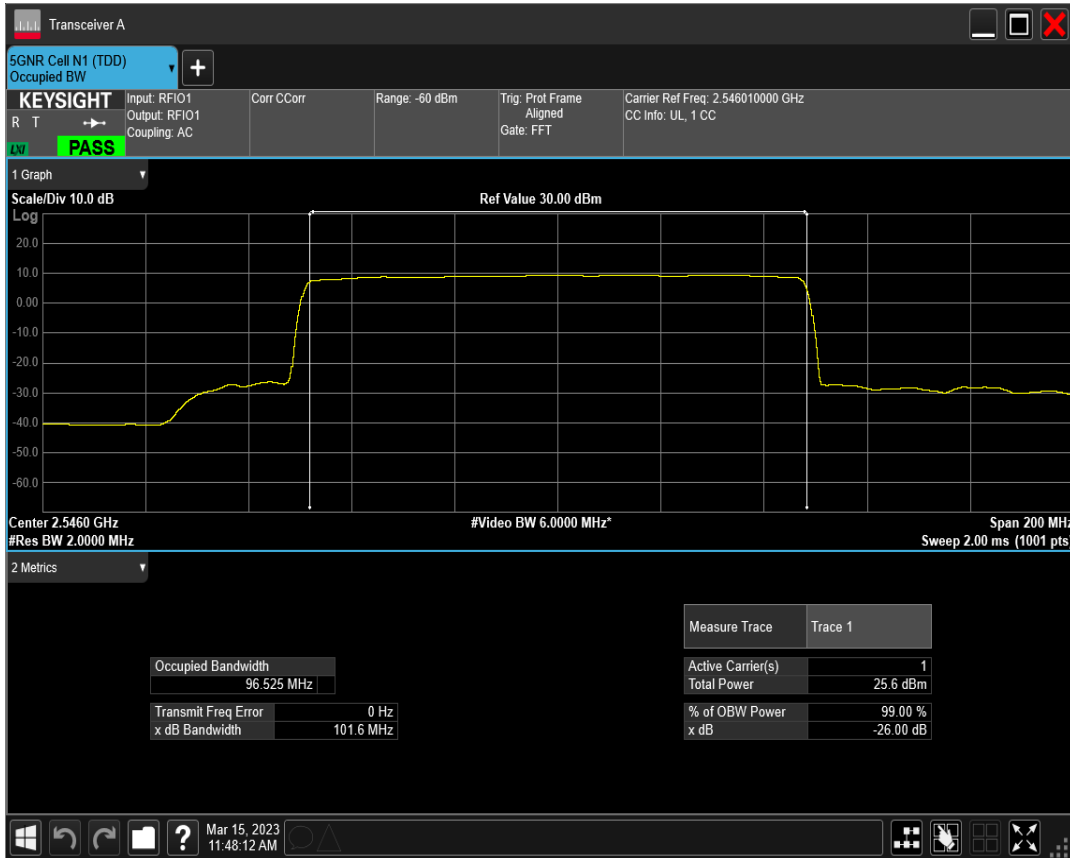 Transceiver A
5GNR Cell N1 (TDD)
Occupied BW
+
KEYSIGHT
R T
LXI
PASS
Input: RFIO1
Output: RFIO1
Coupling: AC
Corr CCorr
Range: -60 dBm
Trig: Prot Frame
Aligned
Gate: FFT
Carrier Ref Freq: 2.546010000 GHz
CC Info: UL, 1 CC
1 Graph
Scale/Div 10.0 dB
Ref Value 30.00 dBm
Log
20.0
10.0
0.00
-10.0
-20.0
-30.0
-40.0
-50.0
-60.0
Center 2.5460 GHz
#Video BW 6.0000 MHz*
Span 200 MHz
#Res BW 2.0000 MHz
Sweep 2.00 ms (1001 pts)
2 Metrics
Measure Trace Trace 1
Occupied Bandwidth
96.525 MHz
Active Carrier(s) 1
Total Power 25.6 dBm
Transmit Freq Error 0 Hz
x dB Bandwidth 101.6 MHz
% of OBW Power 99.00 %
x dB -26.00 dB
?
Mar 15, 2023
11:48:12 AM